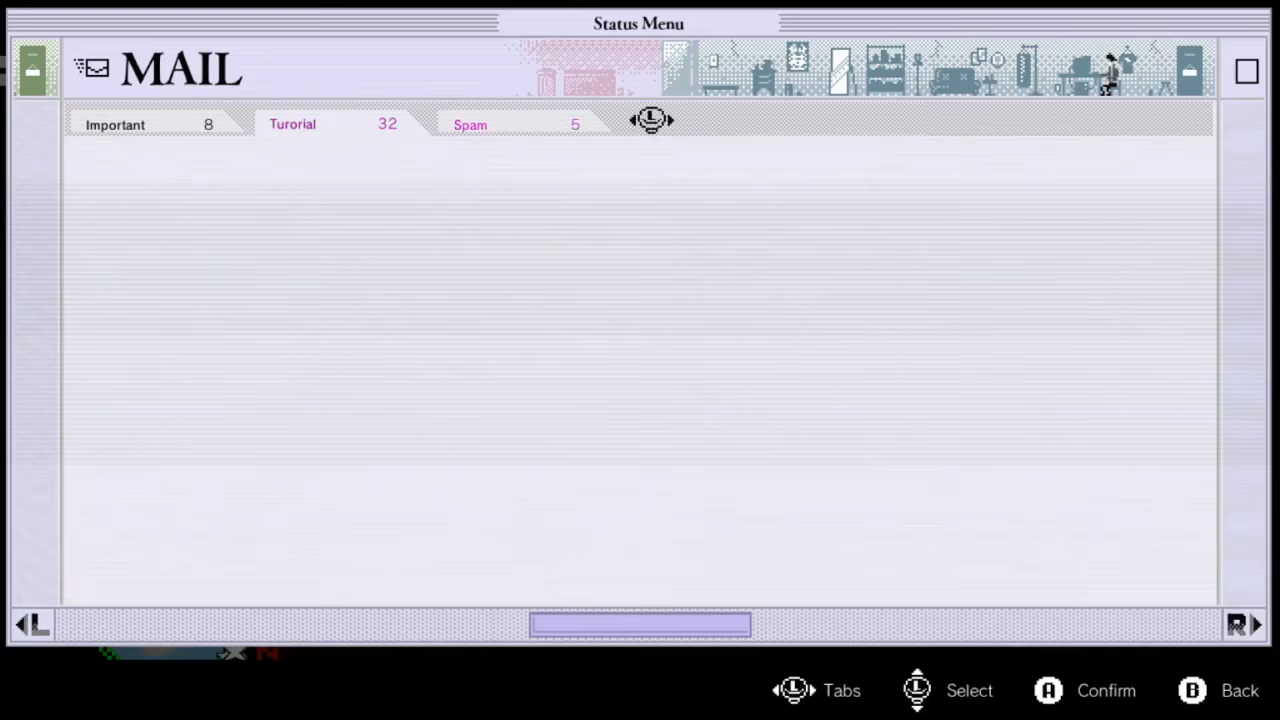 Status Menu
MAIL
Important 8
Turorial 32
Spam 5
L
L
R
L Tabs
L Select
A Confirm
B Back